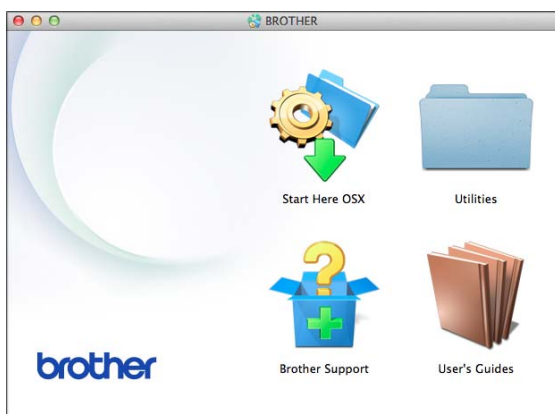 BROTHER
Start Here OSX
Utilities
Brother Support
User's Guides
brother